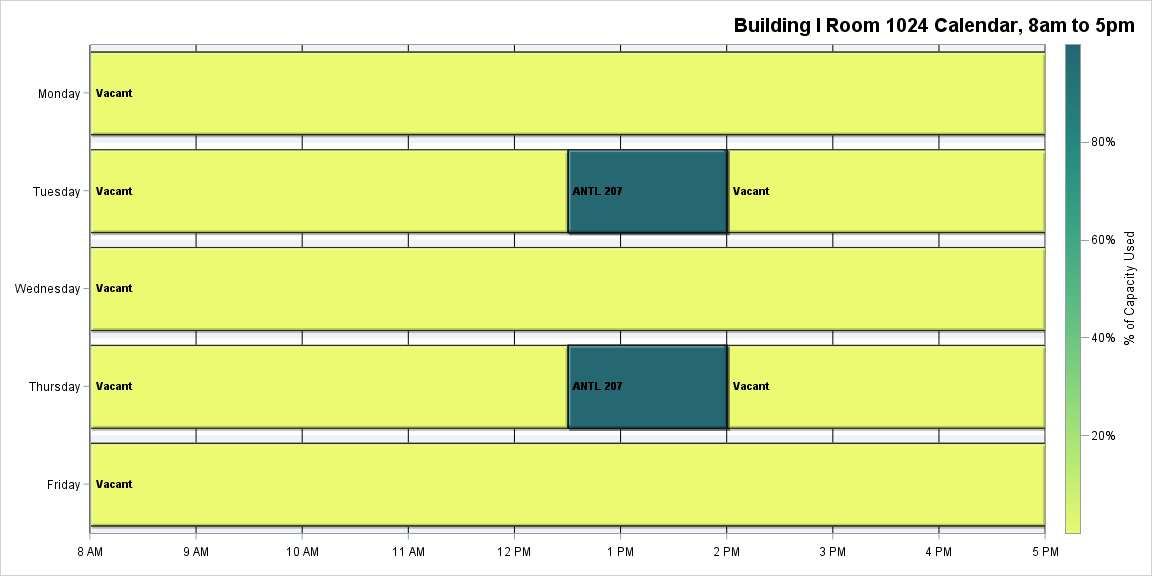 Building I Room 1024 Calendar, 8am to 5pm
Monday
Vacant
Tuesday
Vacant
ANTL 207
Vacant
Wednesday
Vacant
Thursday
Vacant
ANTL 207
Vacant
Friday
Vacant
8 AM
9 AM
10 AM
11 AM
12 PM
1 PM
2 PM
3 PM
4 PM
5 PM
80%
60%
40%
20%
% of Capacity Used